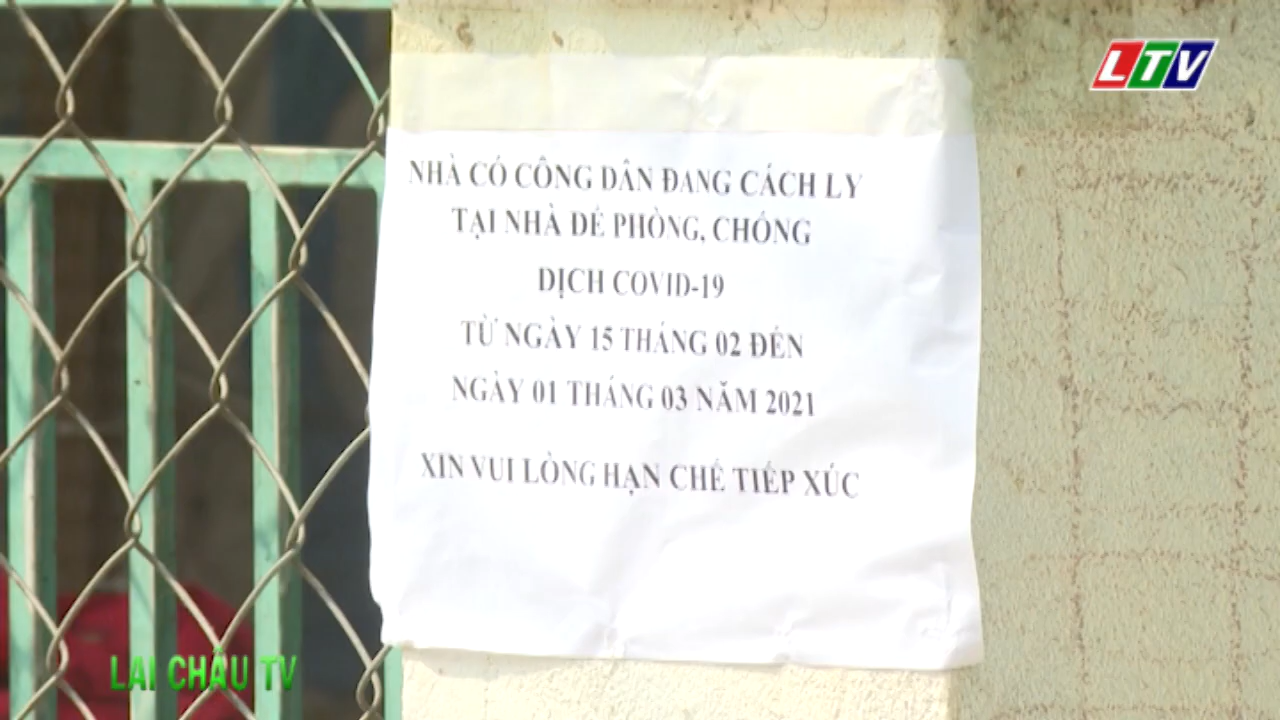 LTV
NHÀ CÓ CÔNG DÂN ĐANG CÁCH LY
TẠI NHÀ ĐỂ PHÒNG, CHỐNG
DỊCH COVID-19
TỪ NGÀY 15 THÁNG 02 ĐẾN
NGÀY 01 THÁNG 03 NĂM 2021
XIN VUI LÒNG HẠN CHẾ TIẾP XÚC
LAI CHÂU TV